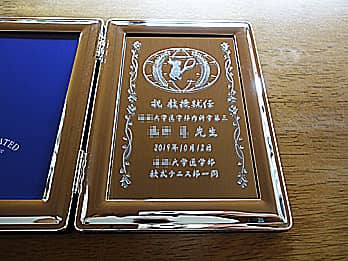 祝 教授就任
大学医学部内科学第三
先生
2019年10月12日
大学医学部
軟式テニス部一同